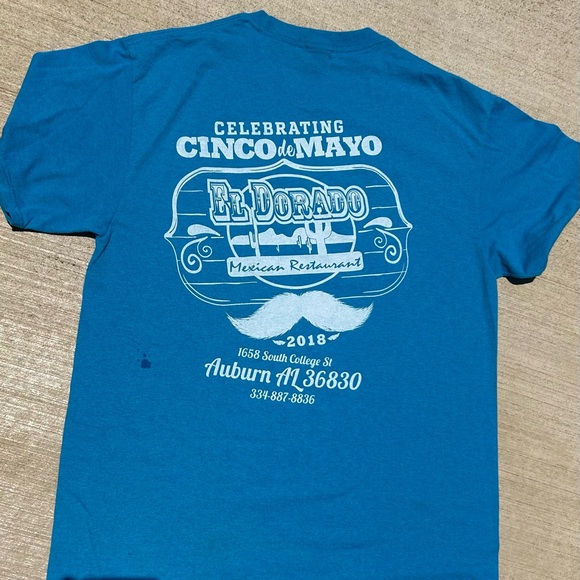 CELEBRATING
CINCO de MAYO
EL DORADO
Mexican Restaurant
2018
1658 South College St
Auburn AL 36830
334-887-8836